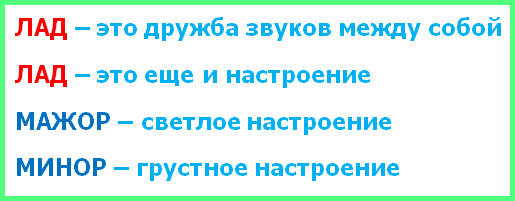 ЛАД – это дружба звуков между собой
ЛАД – это еще и настроение
МАЖОР – светлое настроение
МИНОР – грустное настроение